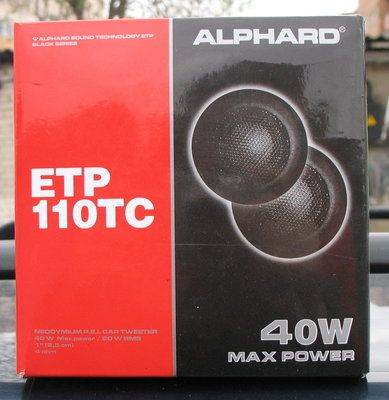 ALPHARD SOUND TECHNOLOGY ETP
BLACK SERIES
ALPHARD
ETP
110TC
NEODYMIUM P.E.I. CAR TWEETER
40 W Max power / 20 W RMS
1" (2,5 cm)
4 ohm
40W
MAX POWER